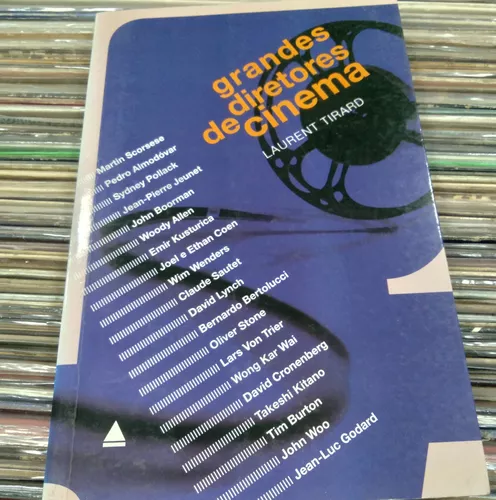 grandes
diretores
de cinema
LAURENT TIRARD
Martin Scorsese
Pedro Almodóvar
Sydney Pollack
Jean-Pierre Jeunet
John Boorman
Woody Allen
Emir Kusturica
Joel e Ethan Coen
Wim Wenders
Claude Sautet
David Lynch
Bernardo Bertolucci
Oliver Stone
Lars Von Trier
Wong Kar Wai
David Cronenberg
Takeshi Kitano
Tim Burton
John Woo
Jean-Luc Godard